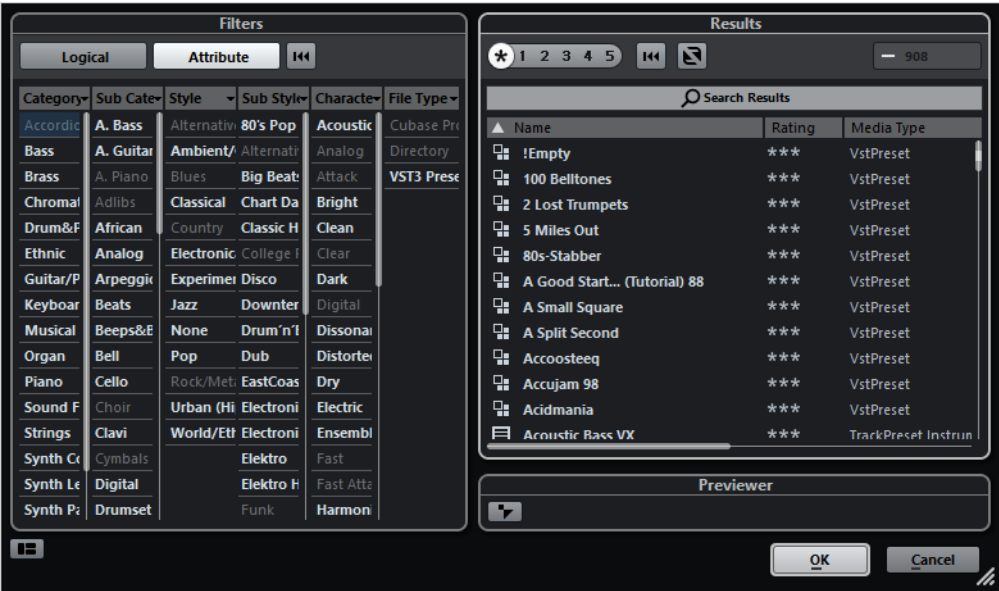 Filters
Logical Attribute
Category Sub Cate Style Sub Style Characte File Type
Accordic A. Bass Alternativ 80's Pop Acoustic Cubase Pro
Bass A. Guitar Ambient/ Alternati Analog Directory
Brass A. Piano Blues Big Beat Attack VST3 Prese
Chromat Adlibs Classical Chart Da Bright
Drum&P African Country Classic H Clean
Ethnic Analog Electronic College Clear
Guitar/P Arpeggio Experimen Disco Dark
Keyboar Beats Jazz Downter Digital
Musical Beeps&B None Drum´n´B Dissonan
Organ Bell Pop Dub Distorte
Piano Cello Rock/Meta EastCoas Dry
Sound F Choir Urban (Hi Electroni Electric
Strings Clavi World/Eth Electroni Ensembl
Synth Co Cymbals Elektro Fast
Synth Le Digital Elektro H Fast Atta
Synth Pa Drumset Funk Harmoni
Results
* 1 2 3 4 5 908
Search Results
Name Rating Media Type
!Empty *** VstPreset
100 Belltones *** VstPreset
2 Lost Trumpets *** VstPreset
5 Miles Out *** VstPreset
80s-Stabber *** VstPreset
A Good Start... (Tutorial) 88 *** VstPreset
A Small Square *** VstPreset
A Split Second *** VstPreset
Accoosteeq *** VstPreset
Accujam 98 *** VstPreset
Acidmania *** VstPreset
Acoustic Bass VX *** TrackPreset Instrun
Previewer
OK Cancel